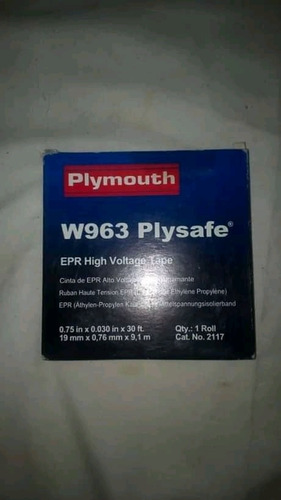 Plymouth
W963 Plysafe®
EPR High Voltage Tape
Cinta de EPR Alto
Ruban Haute Tension EPR Ethylène Propylène)
EPR (Äthylen-Propylen
0.75 in x 0.030 in x 30 ft. Qty.: 1 Roll
19 mm x 0,76 mm x 9,1 m Cat. No. 2117